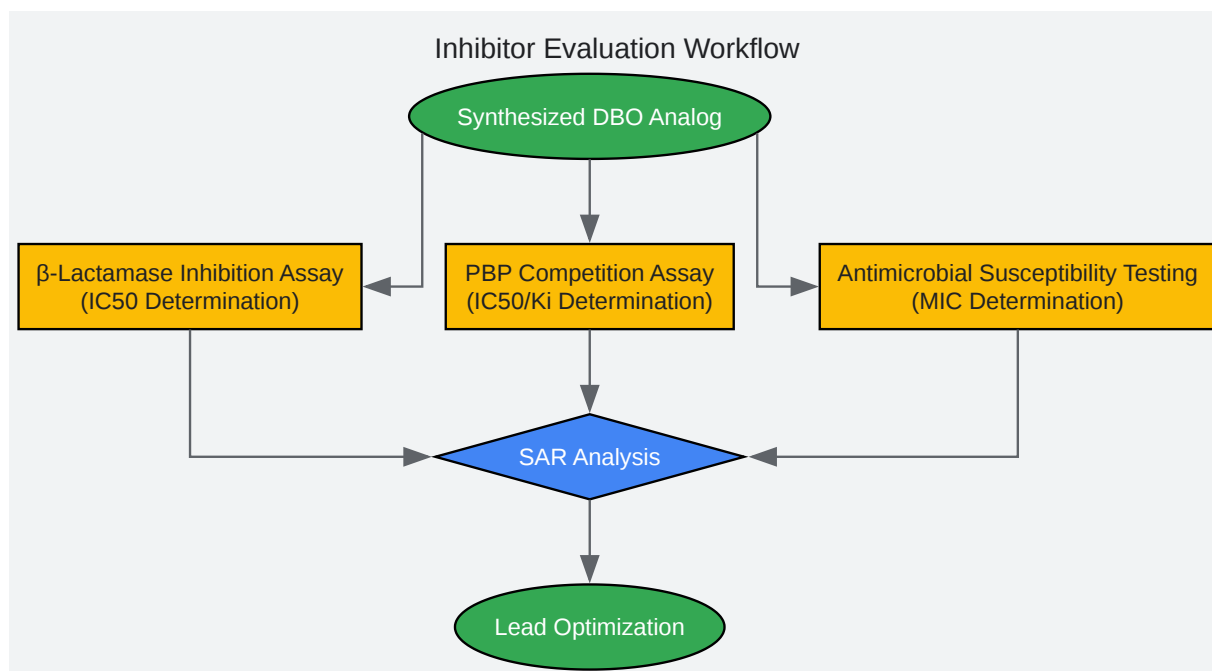 Inhibitor Evaluation Workflow
Synthesized DBO Analog
β-Lactamase Inhibition Assay
(IC50 Determination)
PBP Competition Assay
(IC50/Ki Determination)
Antimicrobial Susceptibility Testing
(MIC Determination)
SAR Analysis
Lead Optimization